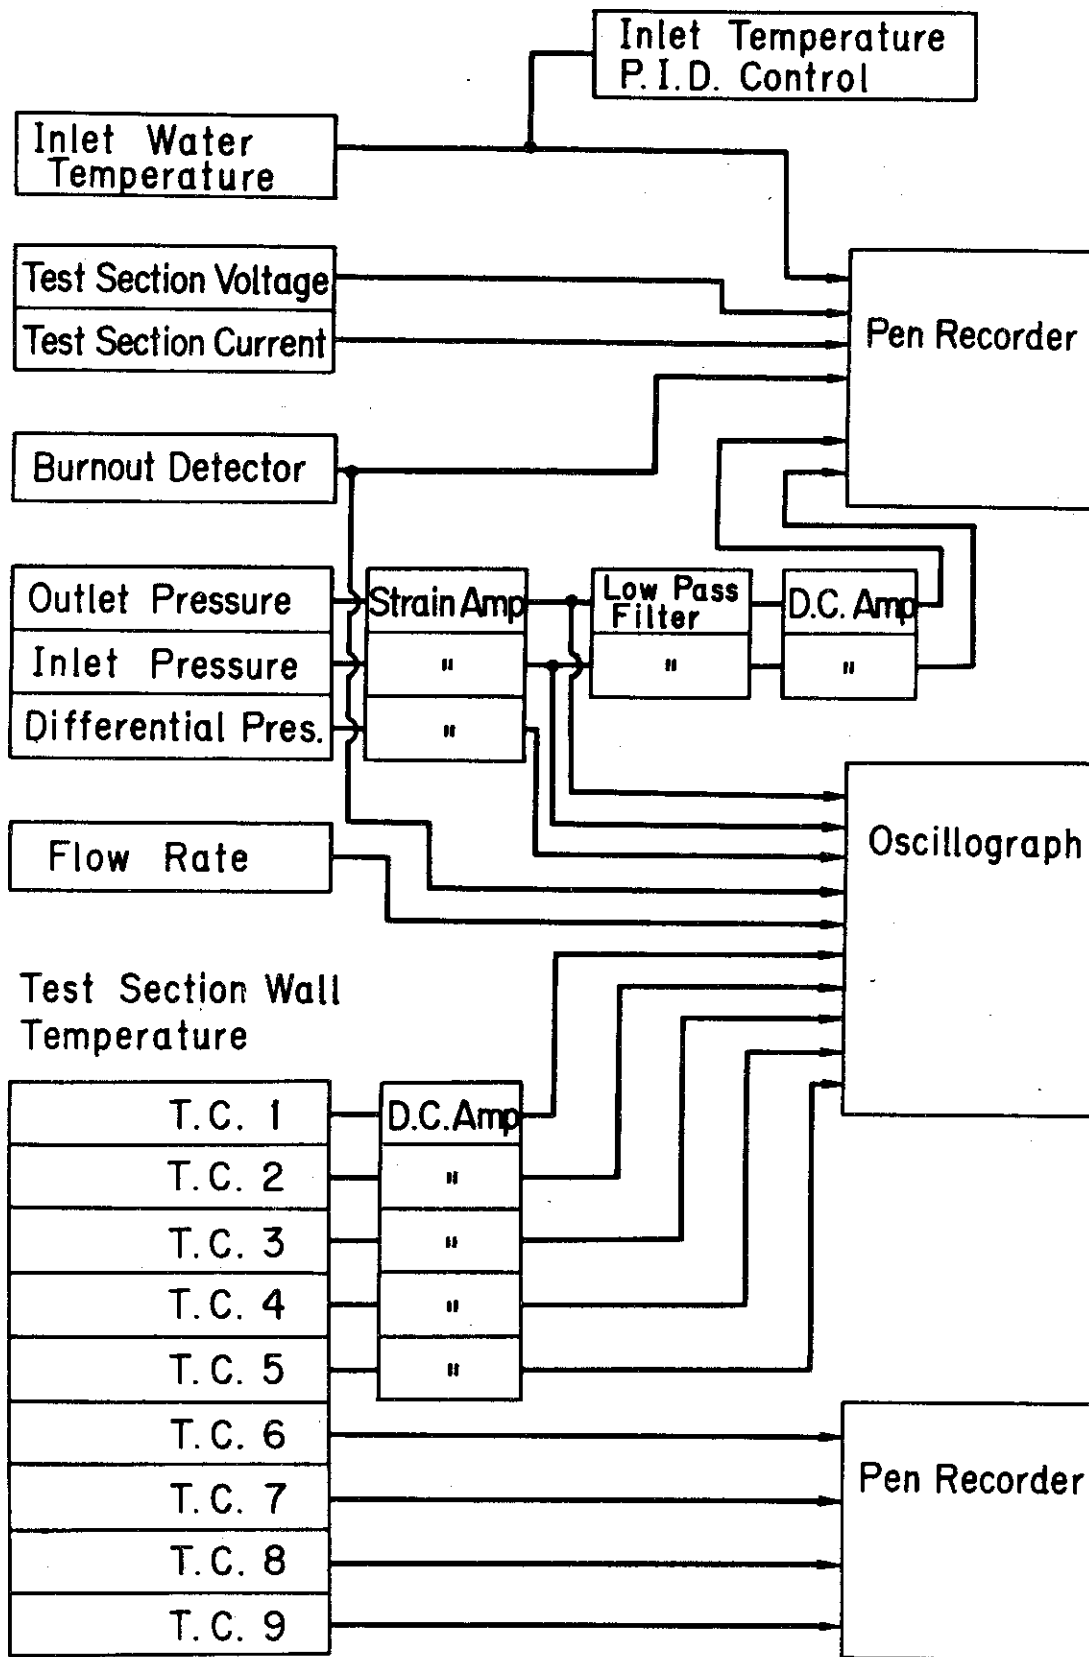 Inlet Temperature
P.I.D. Control
Inlet Water
Temperature
Test Section Voltage
Test Section Current
Pen Recorder
Burnout Detector
Outlet Pressure
Strain Amp
Low Pass
Filter
D.C. Amp
Inlet Pressure
"
"
"
Differential Pres.
"
Oscillograph
Flow Rate
Test Section Wall
Temperature
T.C. 1
D.C. Amp
T.C. 2
"
T.C. 3
"
T.C. 4
"
T.C. 5
"
T.C. 6
T.C. 7
Pen Recorder
T.C. 8
T.C. 9